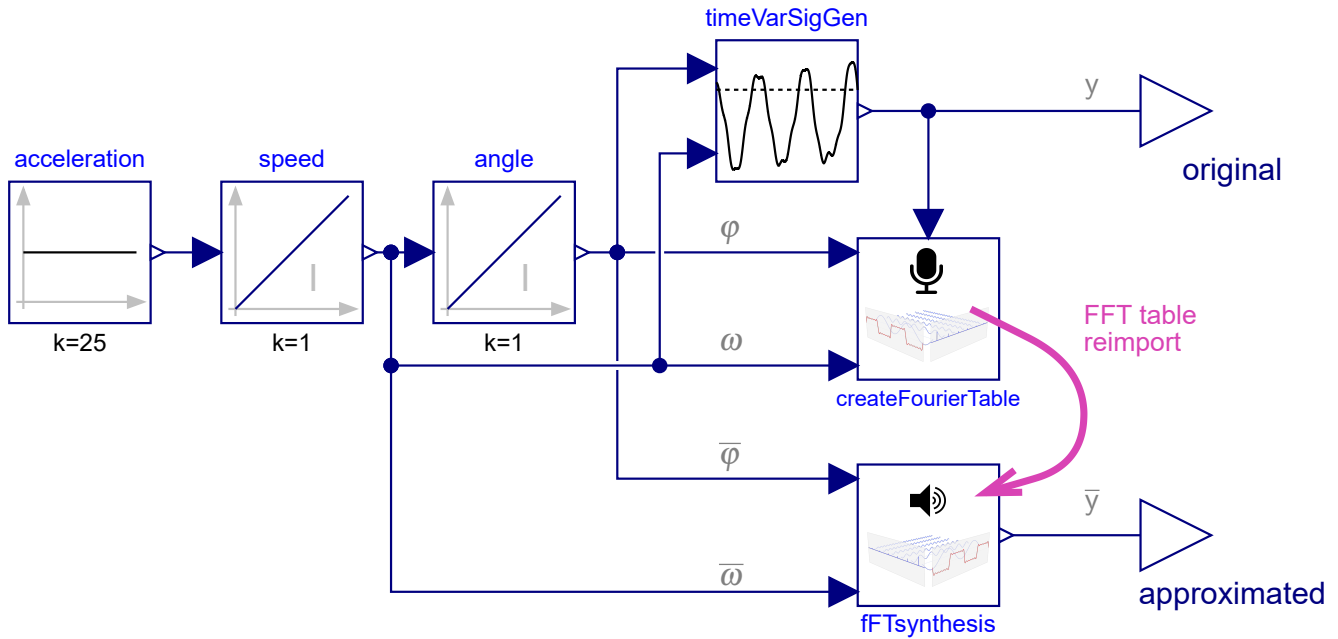 timeVarSigGen
y
original
acceleration
speed
angle
k=25
k=1
k=1
I
I
φ
ω
createFourierTable
FFT table
reimport
φ̅
ω̅
y̅
approximated
fFTsynthesis